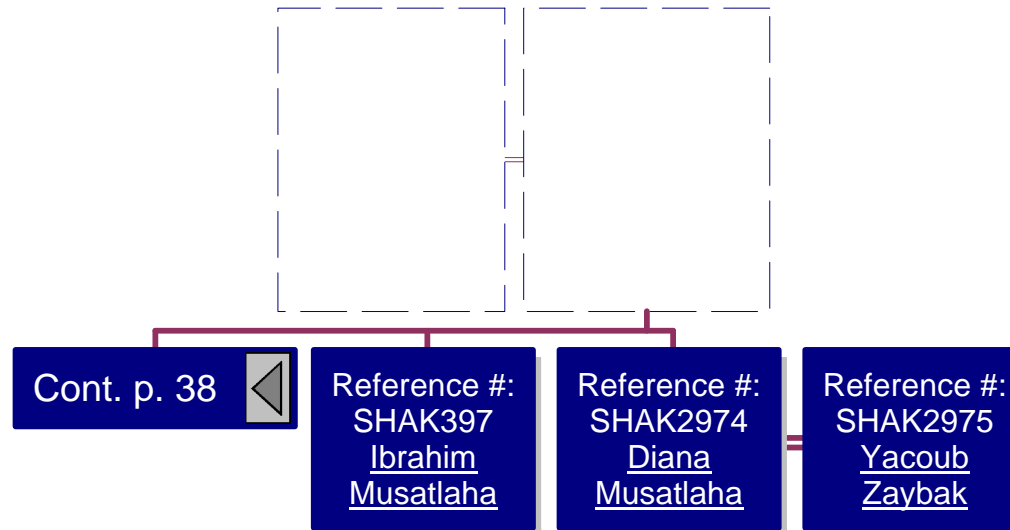 Cont. p. 38
Reference #:
SHAK397
Ibrahim
Musatlaha
Reference #:
SHAK2974
Diana
Musatlaha
Reference #:
SHAK2975
Yacoub
Zaybak